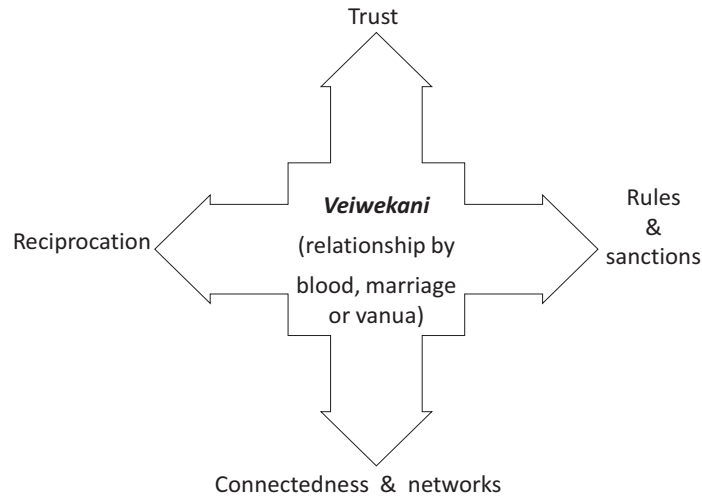 Trust
Veiwekani
(relationship by
blood, marriage
or vanua)
Reciprocation
Rules
&
sanctions
Connectedness & networks